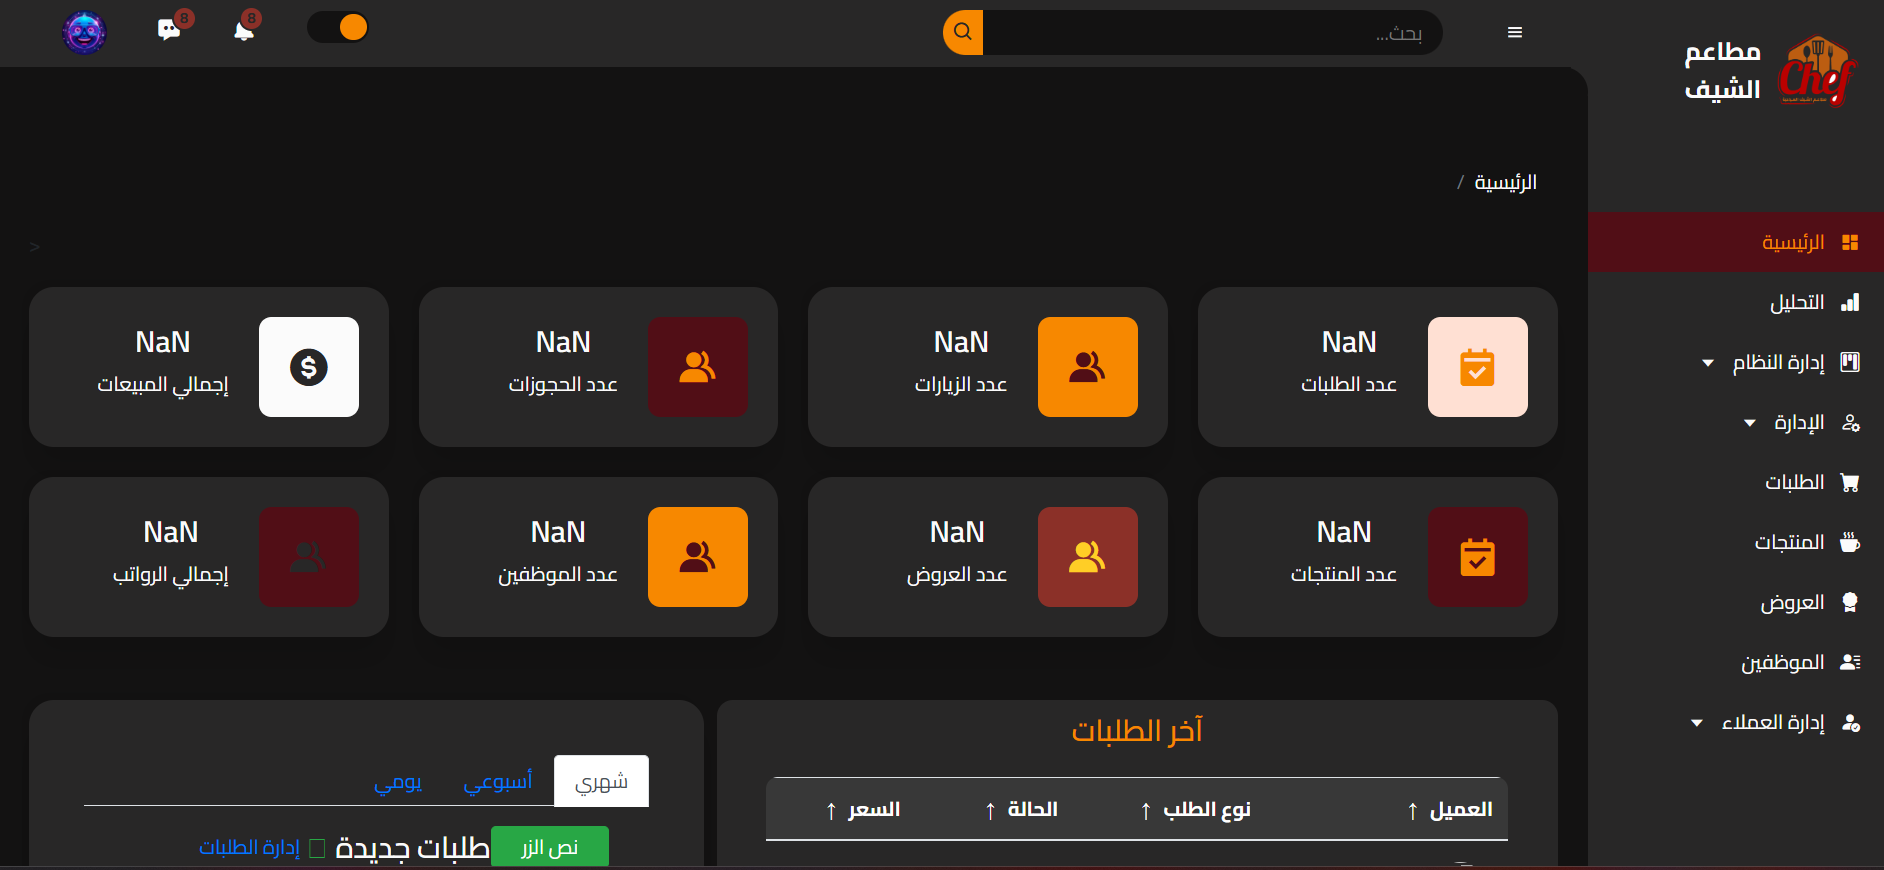 مطاعم
الشيف
Chef
بحث...
8
8
الرئيسية
التحليل
إدارة النظام
الإدارة
الطلبات
المنتجات
العروض
الموظفين
إدارة العملاء
الرئيسية /
<
NaN
عدد الطلبات
NaN
عدد الزيارات
NaN
عدد الحجوزات
NaN
إجمالي المبيعات
NaN
عدد المنتجات
NaN
عدد العروض
NaN
عدد الموظفين
NaN
إجمالي الرواتب
آخر الطلبات
العميل ↑ نوع الطلب ↑ الحالة ↑ السعر ↑
شهري أسبوعي يومي
نص الزر طلبات جديدة إدارة الطلبات